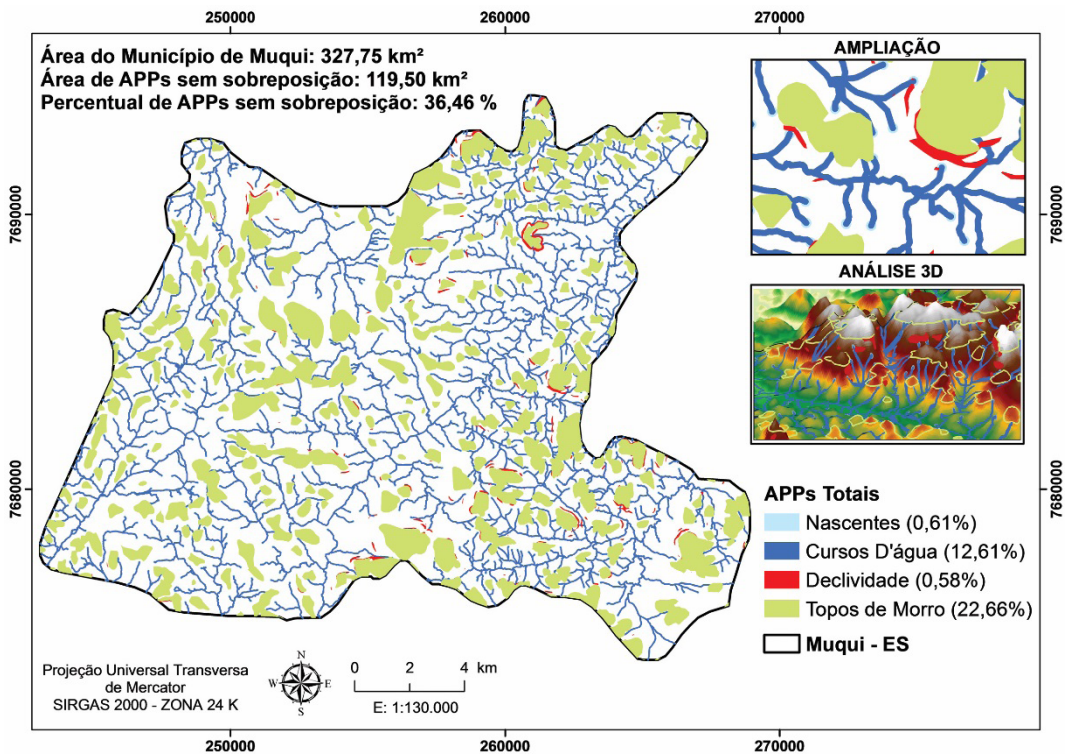 250000
260000
270000
Área do Município de Muqui: 327,75 km²
Área de APPs sem sobreposição: 119,50 km²
Percentual de APPs sem sobreposição: 36,46 %
AMPLIAÇÃO
7690000
7690000
ANÁLISE 3D
7680000
7680000
APPs Totais
Nascentes (0,61%)
Cursos D'água (12,61%)
Declividade (0,58%)
Topos de Morro (22,66%)
Muqui - ES
Projeção Universal Transversa
de Mercator
SIRGAS 2000 - ZONA 24 K
N
W
E
S
0 2 4 km
E: 1:130.000
250000
260000
270000